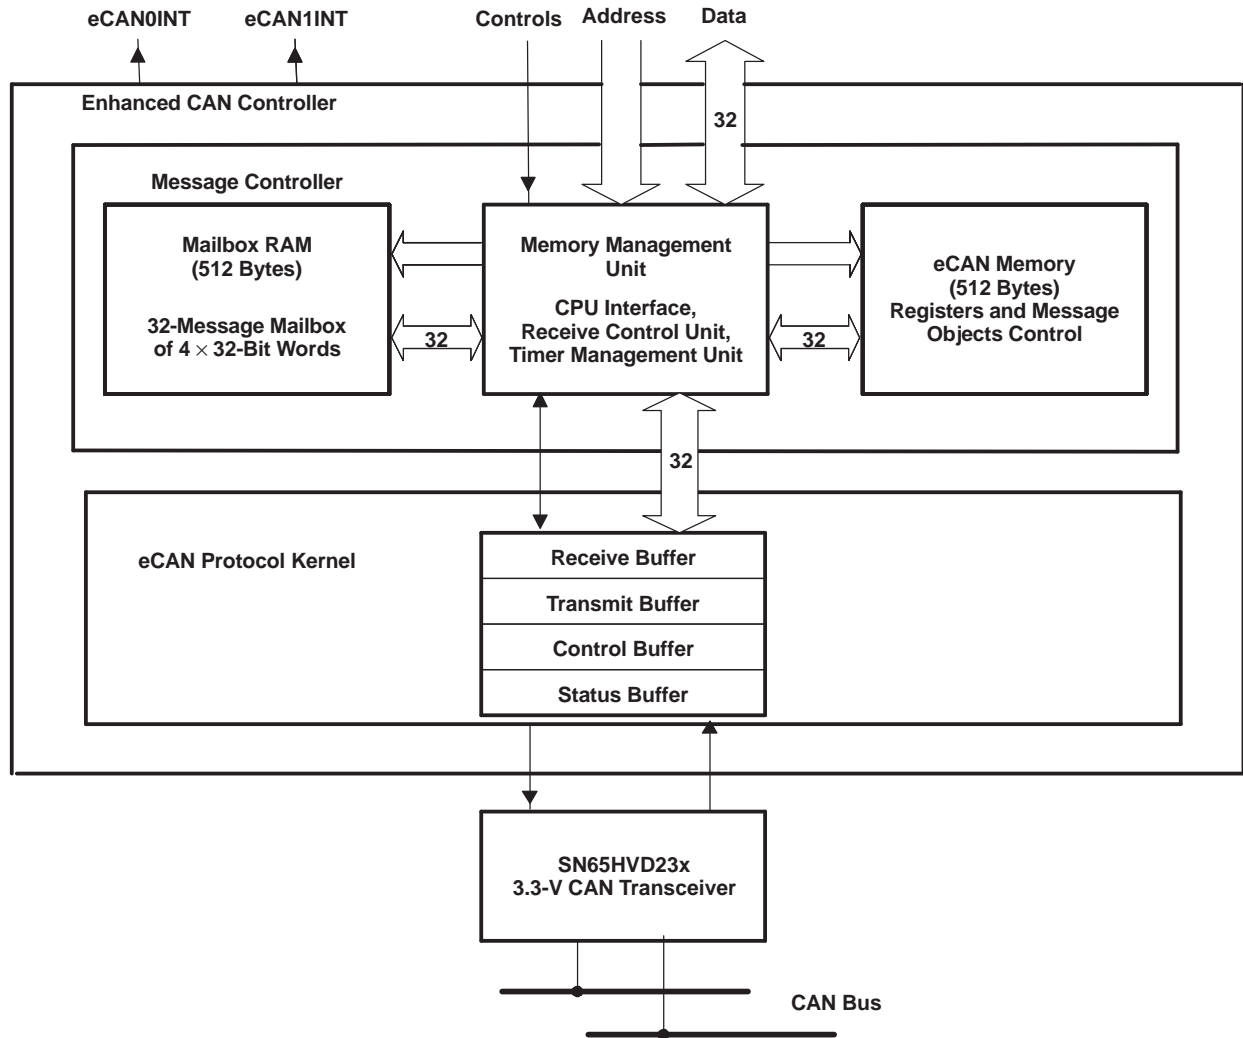 eCAN0INT
eCAN1INT
Controls
Address
Data
Enhanced CAN Controller
32
Message Controller
Mailbox RAM
(512 Bytes)
32-Message Mailbox
of 4 × 32-Bit Words
32
Memory Management
Unit
CPU Interface,
Receive Control Unit,
Timer Management Unit
32
eCAN Memory
(512 Bytes)
Registers and Message
Objects Control
32
eCAN Protocol Kernel
Receive Buffer
Transmit Buffer
Control Buffer
Status Buffer
SN65HVD23x
3.3-V CAN Transceiver
CAN Bus